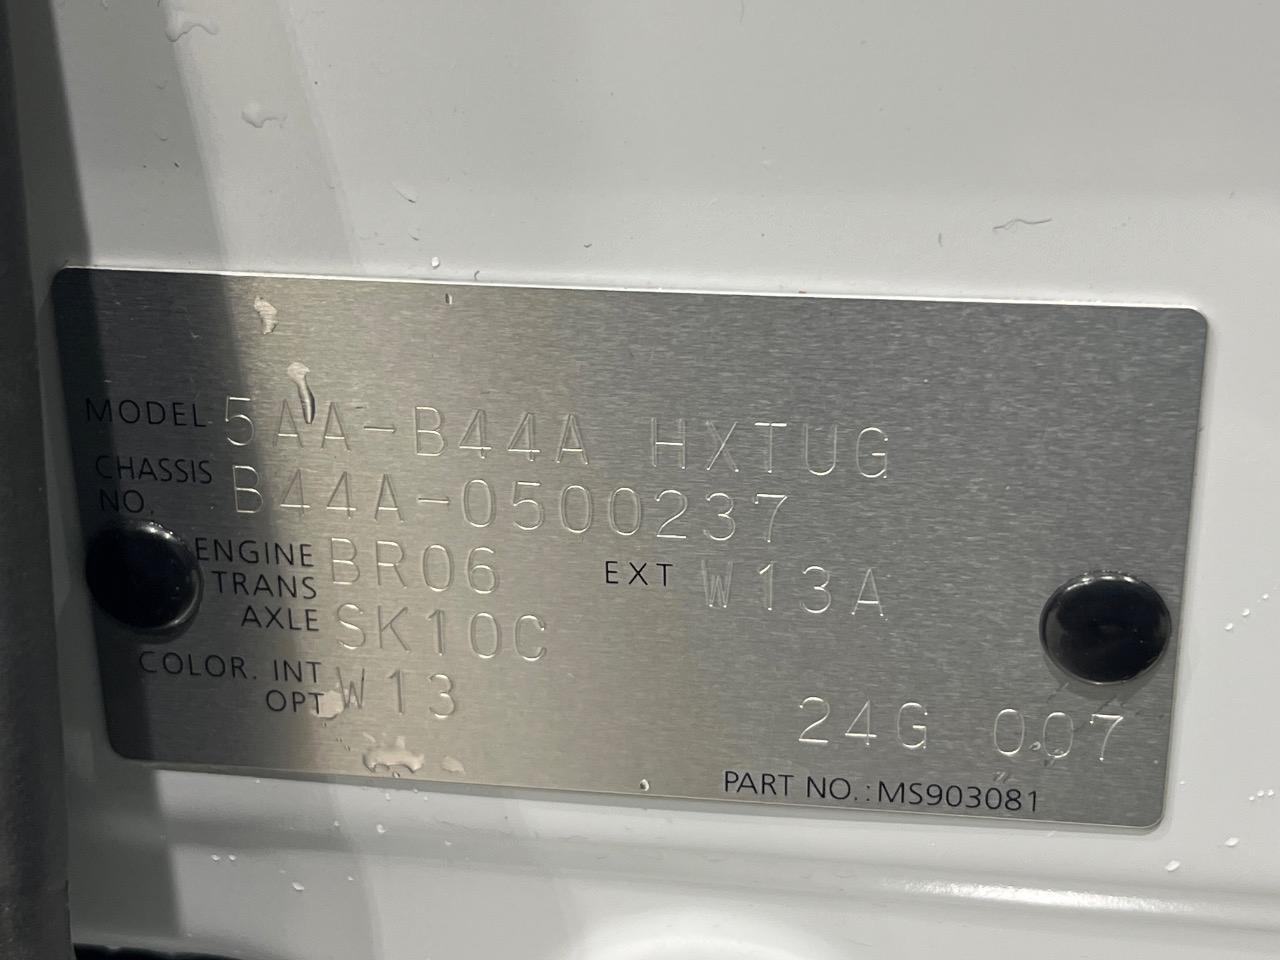 MODEL 5AA-B44A HXTUG
CHASSIS NO. B44A-0500237
ENGINE BR06 EXT W13A
TRANS
AXLE SK10C
COLOR. INT W13
OPT
24G 007
PART NO.:MS903081